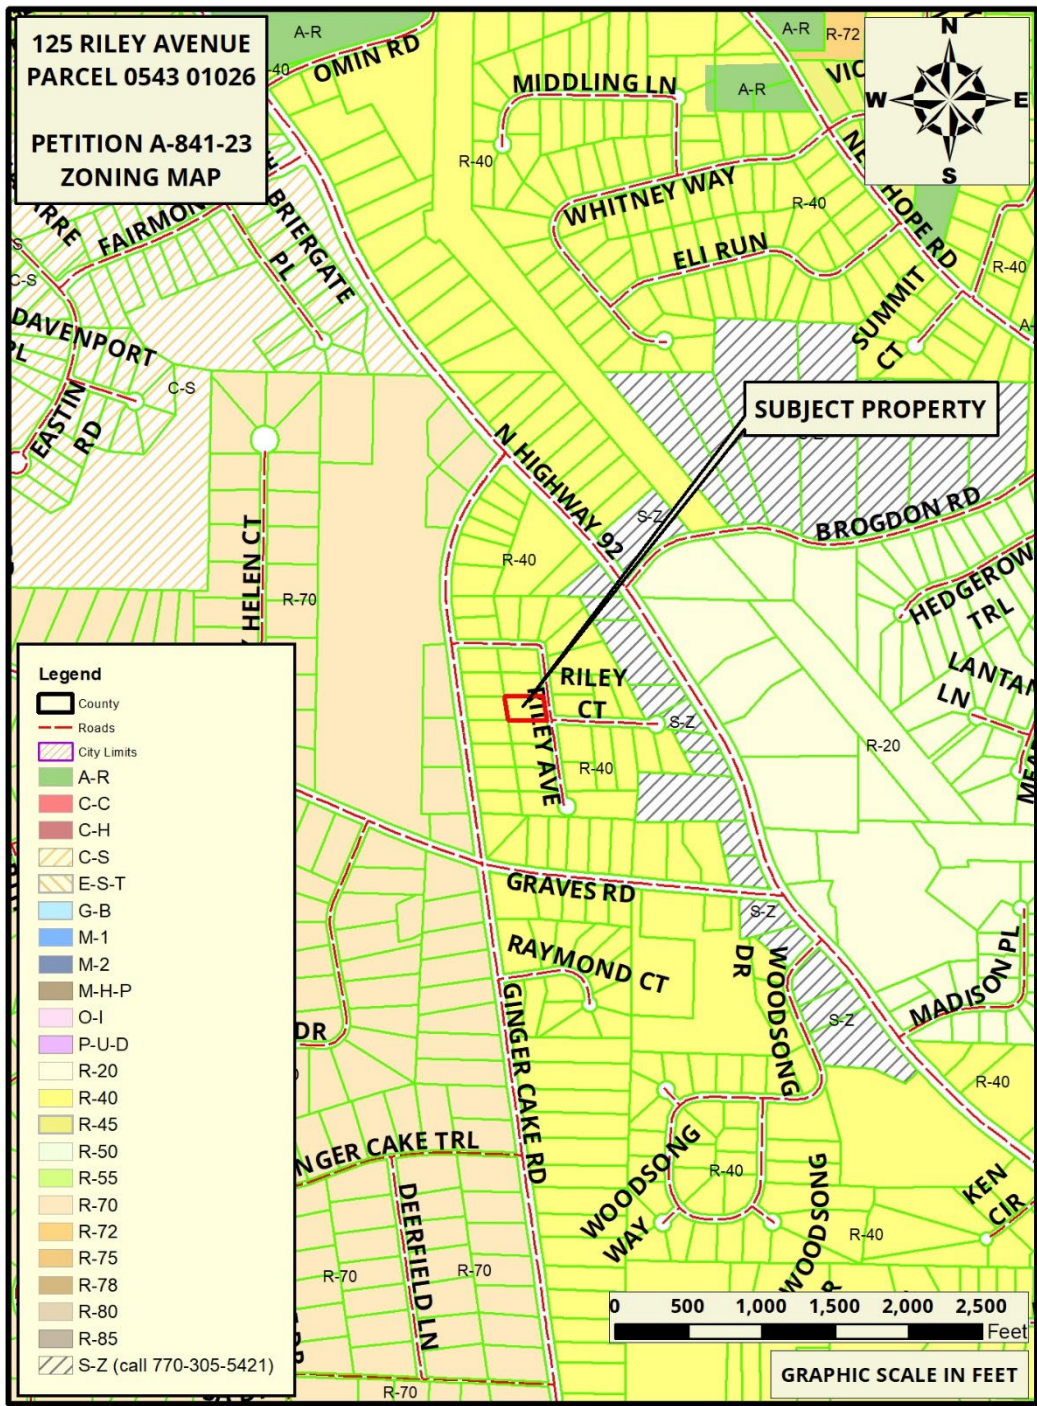 125 RILEY AVENUE
PARCEL 0543 01026
PETITION A-841-23
ZONING MAP
A-R
OMIN RD
MIDDLING LN
A-R
R-72
A-R
N
W
E
S
R-40
WHITNEY WAY
R-40
HOPE RD
ELI RUN
SUMMIT
CT
R-40
FAIRMON
BRIERGATE
PL
C-S
DAVENPORT
PL
C-S
EASTIN
RD
SUBJECT PROPERTY
N HIGHWAY 92
S-Z
BROGDON RD
R-40
HELEN CT
R-70
HEDGEROW
TRL
LANTAN
LN
RILEY
CT
RILEY AVE
S-Z
R-20
R-40
Legend
County
Roads
City Limits
A-R
C-C
C-H
C-S
E-S-T
G-B
M-1
M-2
M-H-P
O-I
P-U-D
R-20
R-40
R-45
R-50
R-55
R-70
R-72
R-75
R-78
R-80
R-85
S-Z (call 770-305-5421)
GRAVES RD
S-Z
RAYMOND CT
WOODSONG
DR
MADISON PL
S-Z
DR
GINGER CAKE RD
R-40
NGER CAKE TRL
WOODSONG
WAY
R-40
WOODSONG
R-40
KEN
CIR
DEERFIELD LN
R-70
R-70
R-70
0 500 1,000 1,500 2,000 2,500
Feet
GRAPHIC SCALE IN FEET